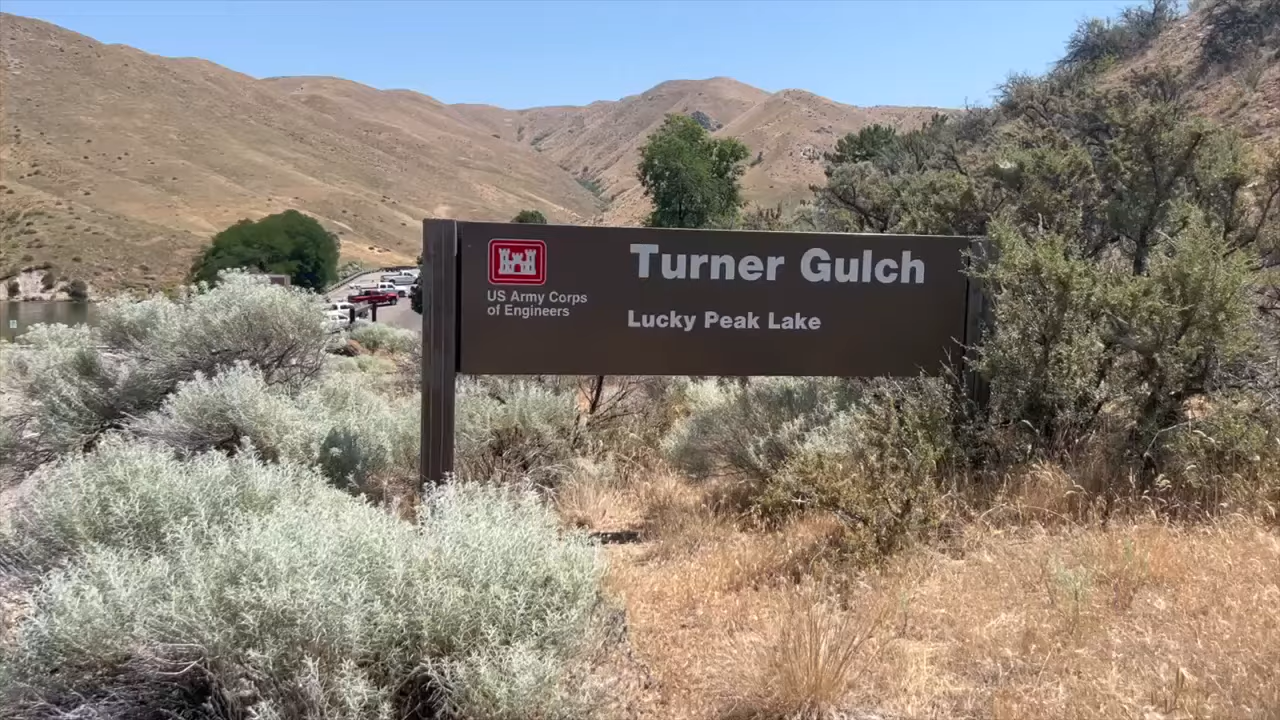 Turner Gulch
US Army Corps
of Engineers
Lucky Peak Lake